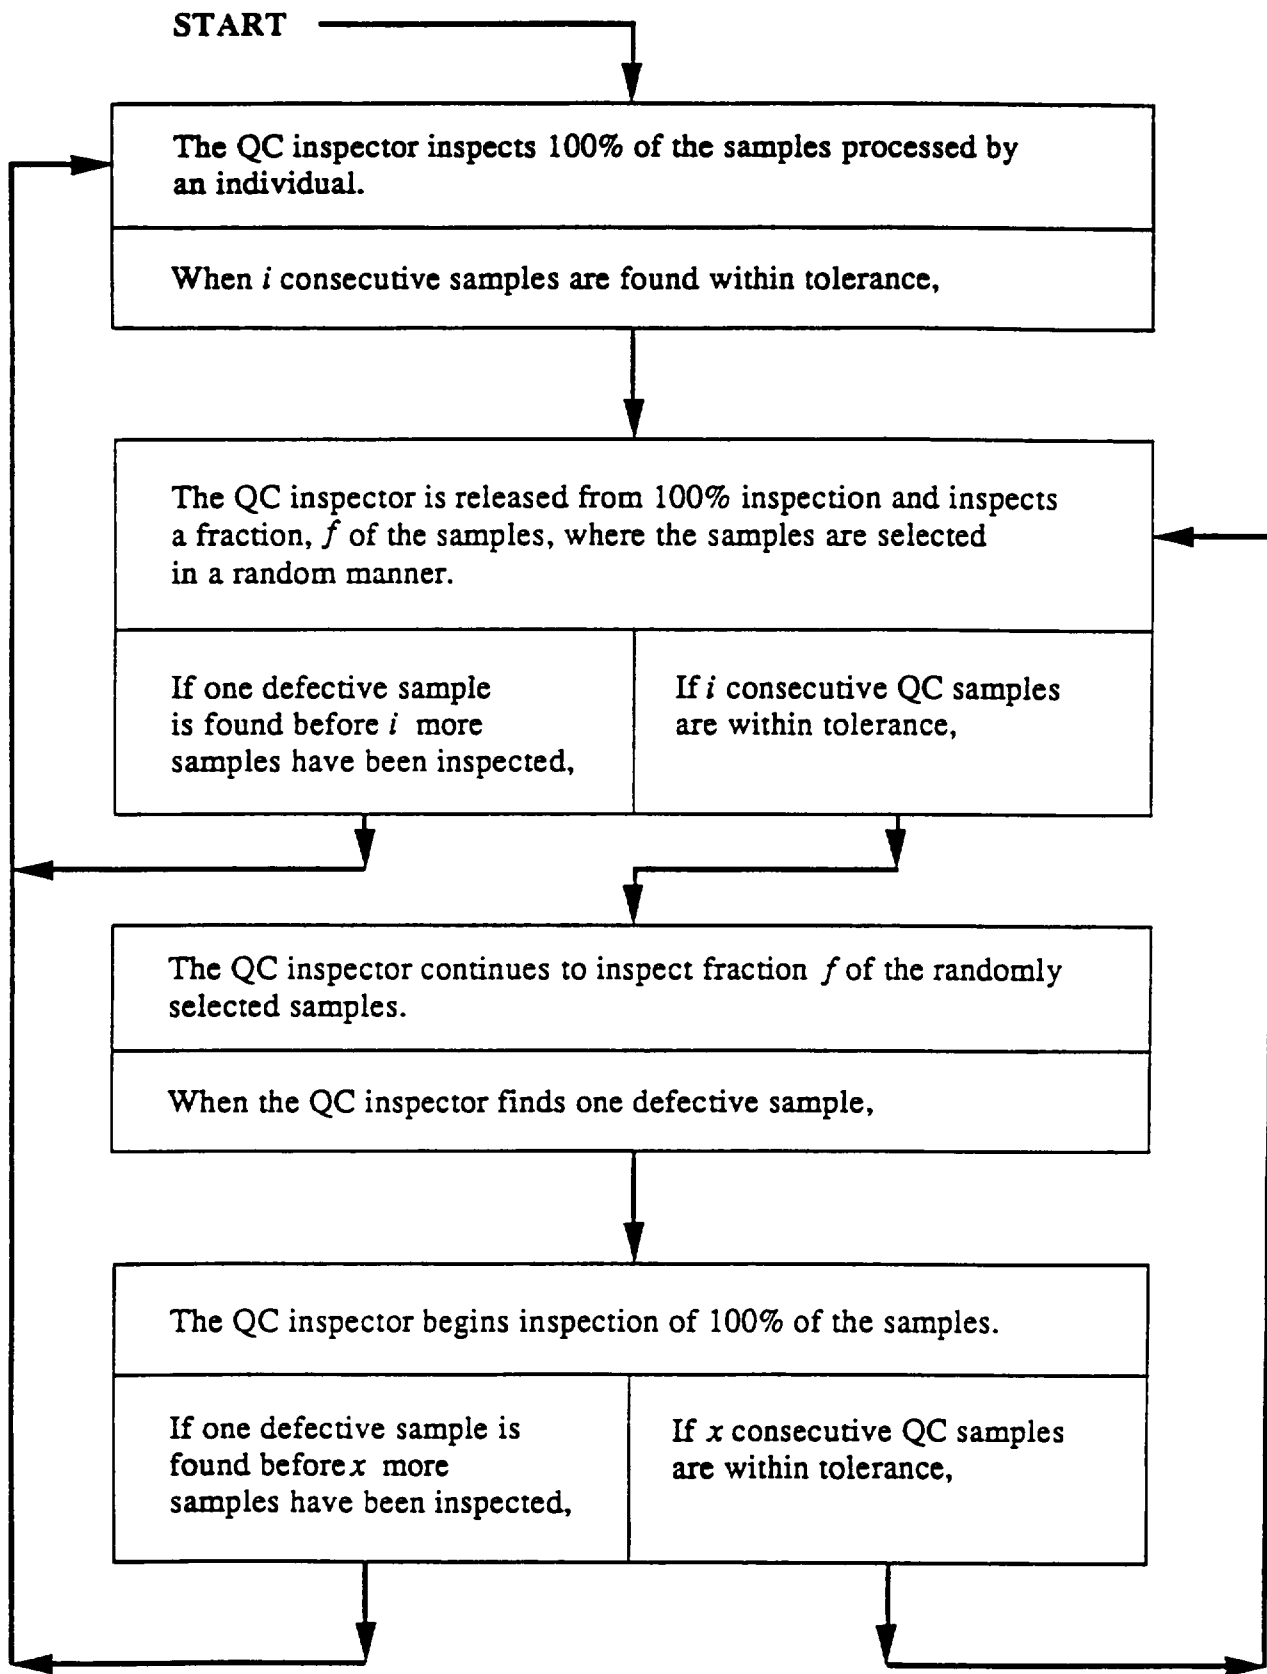 START
The QC inspector inspects 100% of the samples processed by
an individual.
When i consecutive samples are found within tolerance,
The QC inspector is released from 100% inspection and inspects
a fraction, f of the samples, where the samples are selected
in a random manner.
If one defective sample
is found before i more
samples have been inspected,
If i consecutive QC samples
are within tolerance,
The QC inspector continues to inspect fraction f of the randomly
selected samples.
When the QC inspector finds one defective sample,
The QC inspector begins inspection of 100% of the samples.
If one defective sample is
found before x more
samples have been inspected,
If x consecutive QC samples
are within tolerance,